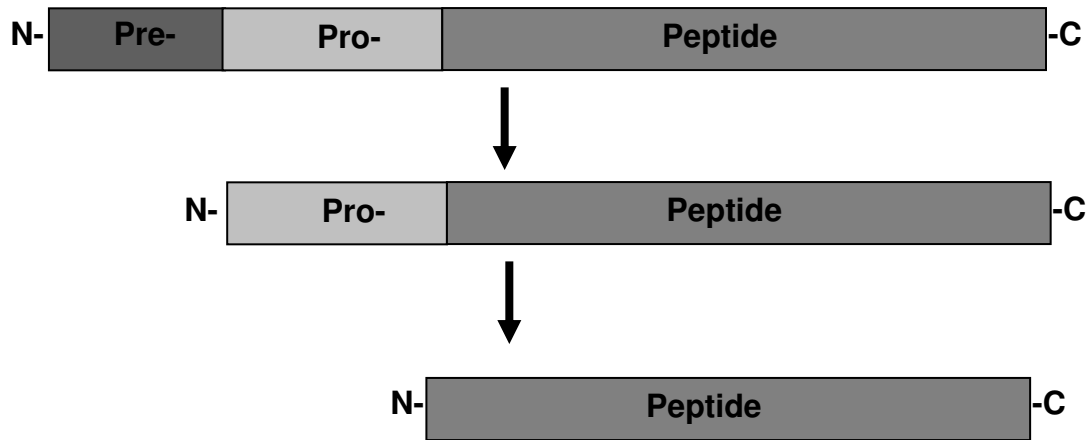 N- Pre- Pro- Peptide -C
N- Pro- Peptide -C
N- Peptide -C